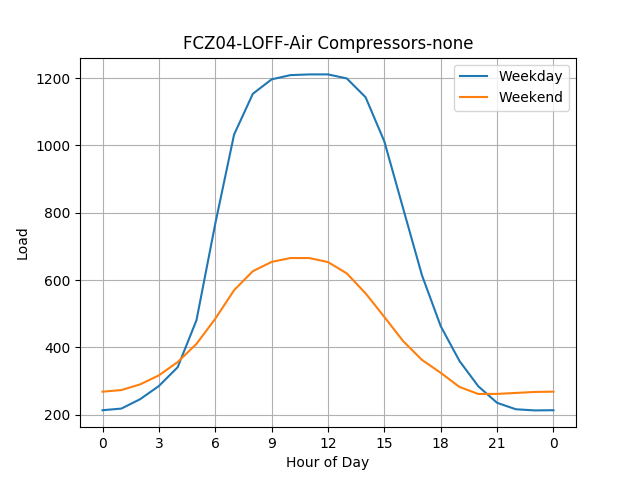 FCZ04-LOFF-Air Compressors-none
Weekday
Weekend
Load
1200
1000
800
600
400
200
0 3 6 9 12 15 18 21 0
Hour of Day